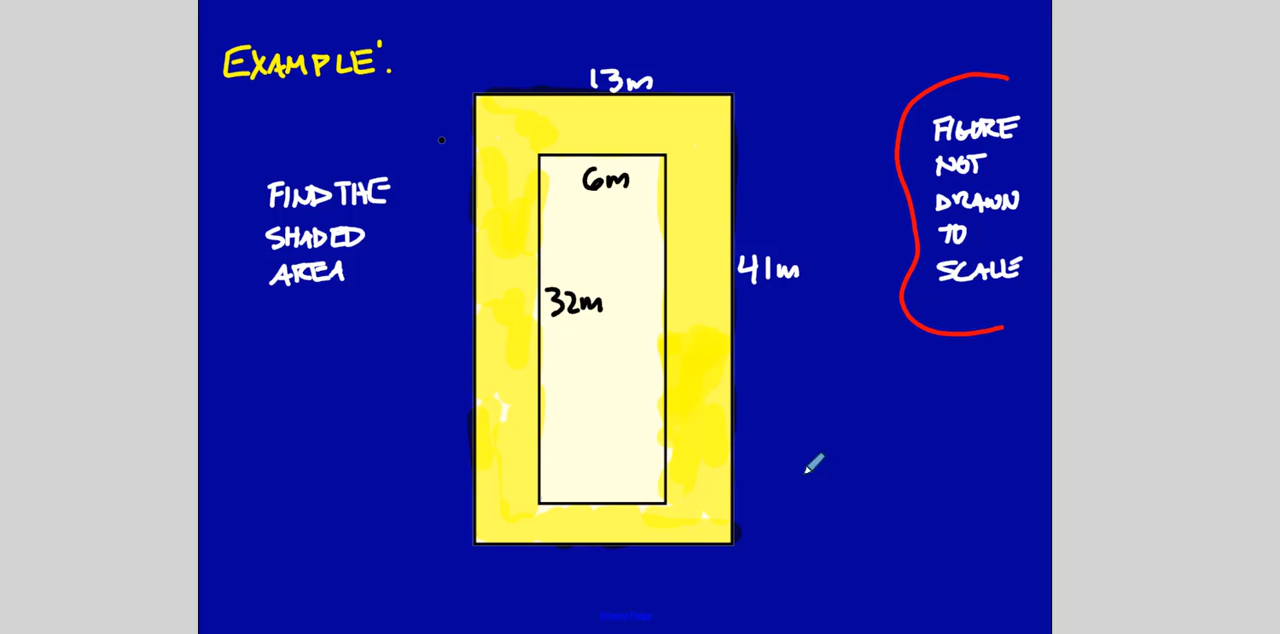 EXAMPLE:
13m
FIND THE
SHADED
AREA
6m
32m
41m
FIGURE
NOT
DRAWN
TO
SCALE